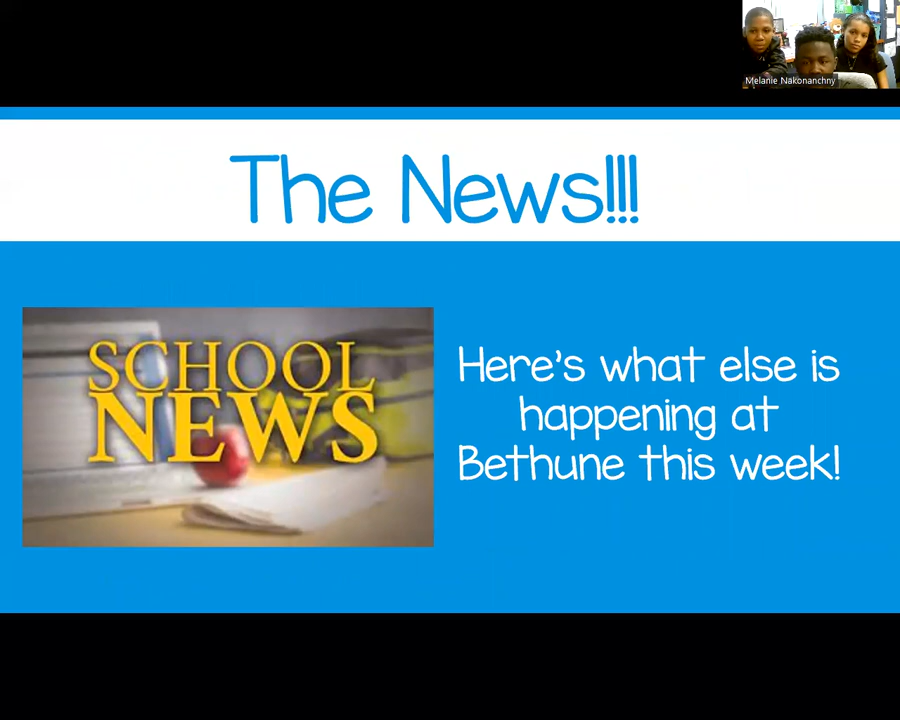 Melanie Nakonanchny
The News!!!
SCHOOL
NEWS
Here's what else is
happening at
Bethune this week!